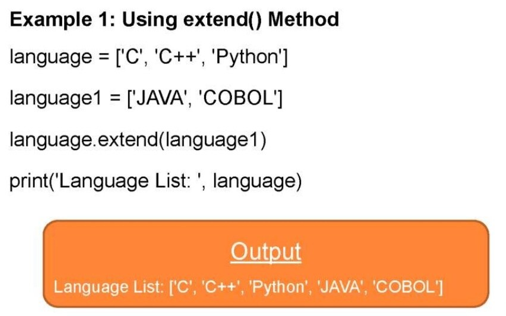 Example 1: Using extend() Method
language = ['C', 'C++', 'Python']
language1 = ['JAVA', 'COBOL']
language.extend(language1)
print('Language List: ', language)
Output
Language List: ['C', 'C++', 'Python', 'JAVA', 'COBOL']